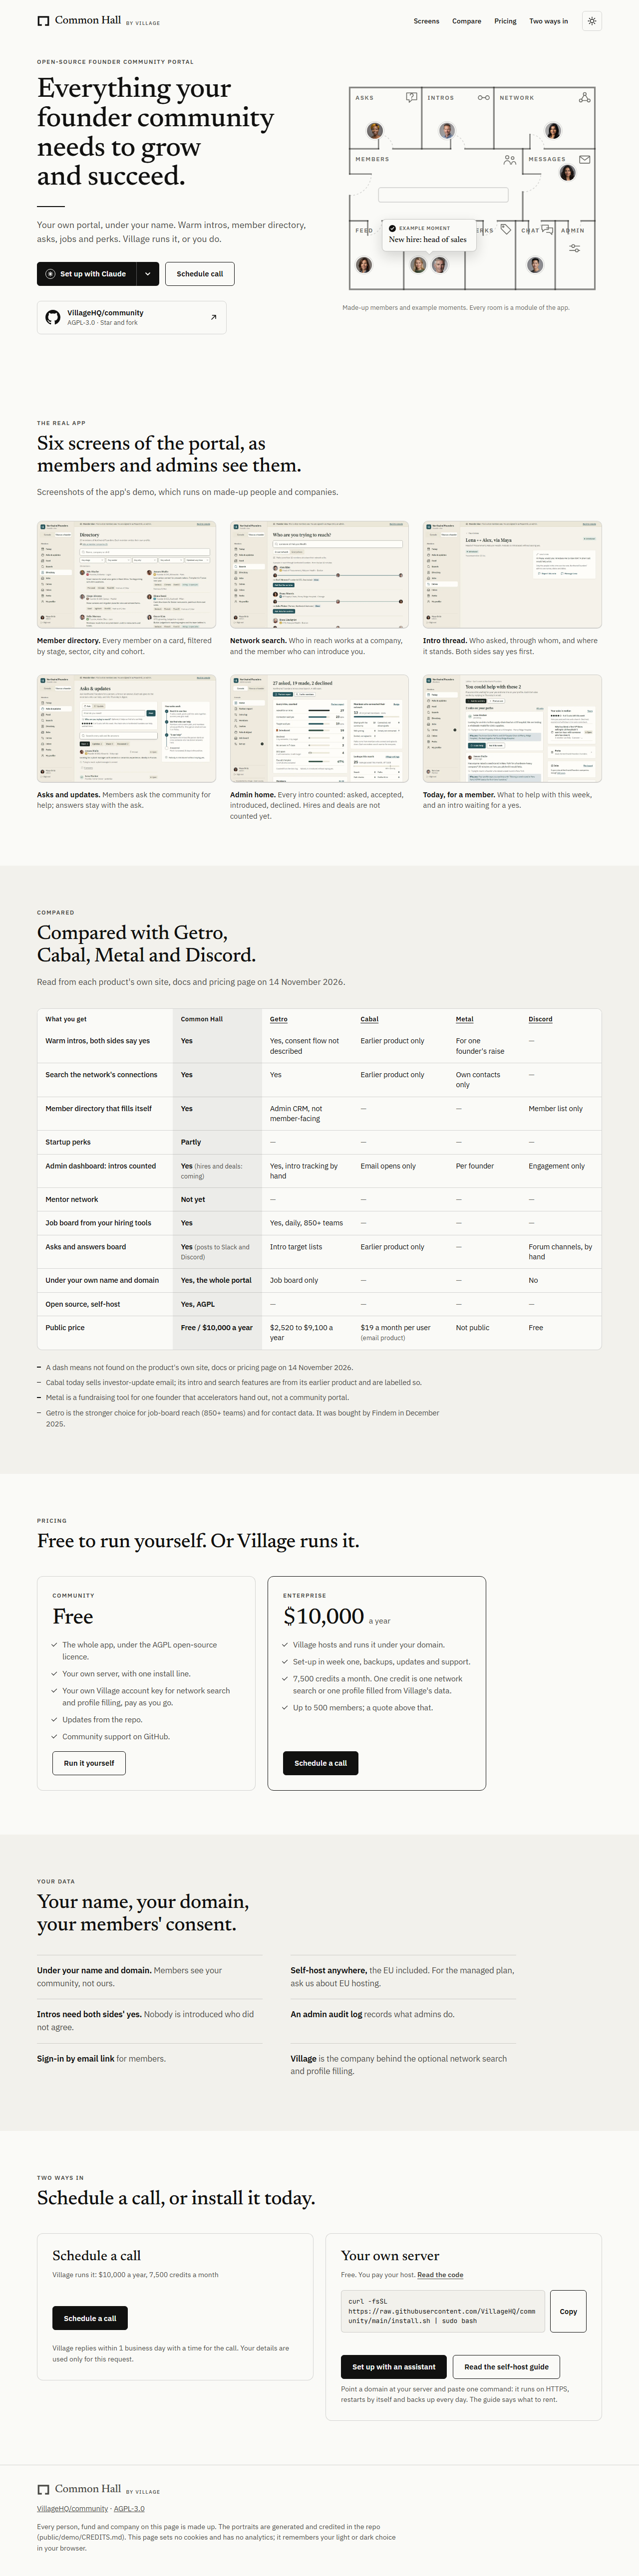 Common Hall BY VILLAGE
Screens Compare Pricing Two ways in
OPEN-SOURCE FOUNDER COMMUNITY PORTAL
Everything your
founder community
needs to grow
and succeed.
Your own portal, under your name. Warm intros, member directory,
asks, jobs and perks. Village runs it, or you do.
Set up with Claude
Schedule call
VillageHQ/community
AGPL-3.0 · Star and fork
ASKS INTROS NETWORK
MEMBERS MESSAGES
FEED CHAT ADMIN
EXAMPLE MOMENT
New hire: head of sales
Made-up members and example moments. Every room is a module of the app.
THE REAL APP
Six screens of the portal, as
members and admins see them.
Screenshots of the app's demo, which runs on made-up people and companies.
Directory
Who are you trying to reach?
Lena ↔ Alex, via Maya
Member directory. Every member on a card, filtered
by stage, sector, city and cohort.
Network search. Who in reach works at a company,
and the member who can introduce you.
Intro thread. Who asked, through whom, and where
it stands. Both sides say yes first.
Asks & updates
27 asked, 19 made, 2 declined
You could help with these 2
Asks and updates. Members ask the community for
help; answers stay with the ask.
Admin home. Every intro counted: asked, accepted,
introduced, declined. Hires and deals are not
counted yet.
Today, for a member. What to help with this week,
and an intro waiting for a yes.
COMPARED
Compared with Getro,
Cabal, Metal and Discord.
Read from each product's own site, docs and pricing page on 14 November 2026.
What you get Common Hall Getro Cabal Metal Discord
Warm intros, both sides say yes Yes Yes, consent flow not described Earlier product only For one founder's raise —
Search the network's connections Yes Yes Earlier product only Own contacts only —
Member directory that fills itself Yes Admin CRM, not member-facing — — Member list only
Startup perks Partly — — — —
Admin dashboard: intros counted Yes (hires and deals: coming) Yes, intro tracking by hand Email opens only Per founder Engagement only
Mentor network Not yet — — — —
Job board from your hiring tools Yes Yes, daily, 850+ teams — — —
Asks and answers board Yes (posts to Slack and Discord) Intro target lists Earlier product only — Forum channels, by hand
Under your own name and domain Yes, the whole portal Job board only — — No
Open source, self-host Yes, AGPL — — — —
Public price Free / $10,000 a year $2,520 to $9,100 a year $19 a month per user (email product) Not public Free
– A dash means not found on the product's own site, docs or pricing page on 14 November 2026.
– Cabal today sells investor-update email; its intro and search features are from its earlier product and are labelled so.
– Metal is a fundraising tool for one founder that accelerators hand out, not a community portal.
– Getro is the stronger choice for job-board reach (850+ teams) and for contact data. It was bought by Findem in December
2025.
PRICING
Free to run yourself. Or Village runs it.
COMMUNITY
Free
The whole app, under the AGPL open-source
licence.
Your own server, with one install line.
Your own Village account key for network search
and profile filling, pay as you go.
Updates from the repo.
Community support on GitHub.
Run it yourself
ENTERPRISE
$10,000 a year
Village hosts and runs it under your domain.
Set-up in week one, backups, updates and support.
7,500 credits a month. One credit is one network
search or one profile filled from Village's data.
Up to 500 members; a quote above that.
Schedule a call
YOUR DATA
Your name, your domain,
your members' consent.
Under your name and domain. Members see your
community, not ours.
Self-host anywhere, the EU included. For the managed plan,
ask us about EU hosting.
Intros need both sides' yes. Nobody is introduced who did
not agree.
An admin audit log records what admins do.
Sign-in by email link for members.
Village is the company behind the optional network search
and profile filling.
TWO WAYS IN
Schedule a call, or install it today.
Schedule a call
Village runs it: $10,000 a year, 7,500 credits a month
Schedule a call
Village replies within 1 business day with a time for the call. Your details are
used only for this request.
Your own server
Free. You pay your host. Read the code
curl -fsSL
https://raw.githubusercontent.com/VillageHQ/comm
unity/main/install.sh | sudo bash
Copy
Set up with an assistant
Read the self-host guide
Point a domain at your server and paste one command: it runs on HTTPS,
restarts by itself and backs up every day. The guide says what to rent.
Common Hall BY VILLAGE
VillageHQ/community · AGPL-3.0
Every person, fund and company on this page is made up. The portraits are generated and credited in the repo
(public/demo/CREDITS.md). This page sets no cookies and has no analytics; it remembers your light or dark choice
in your browser.